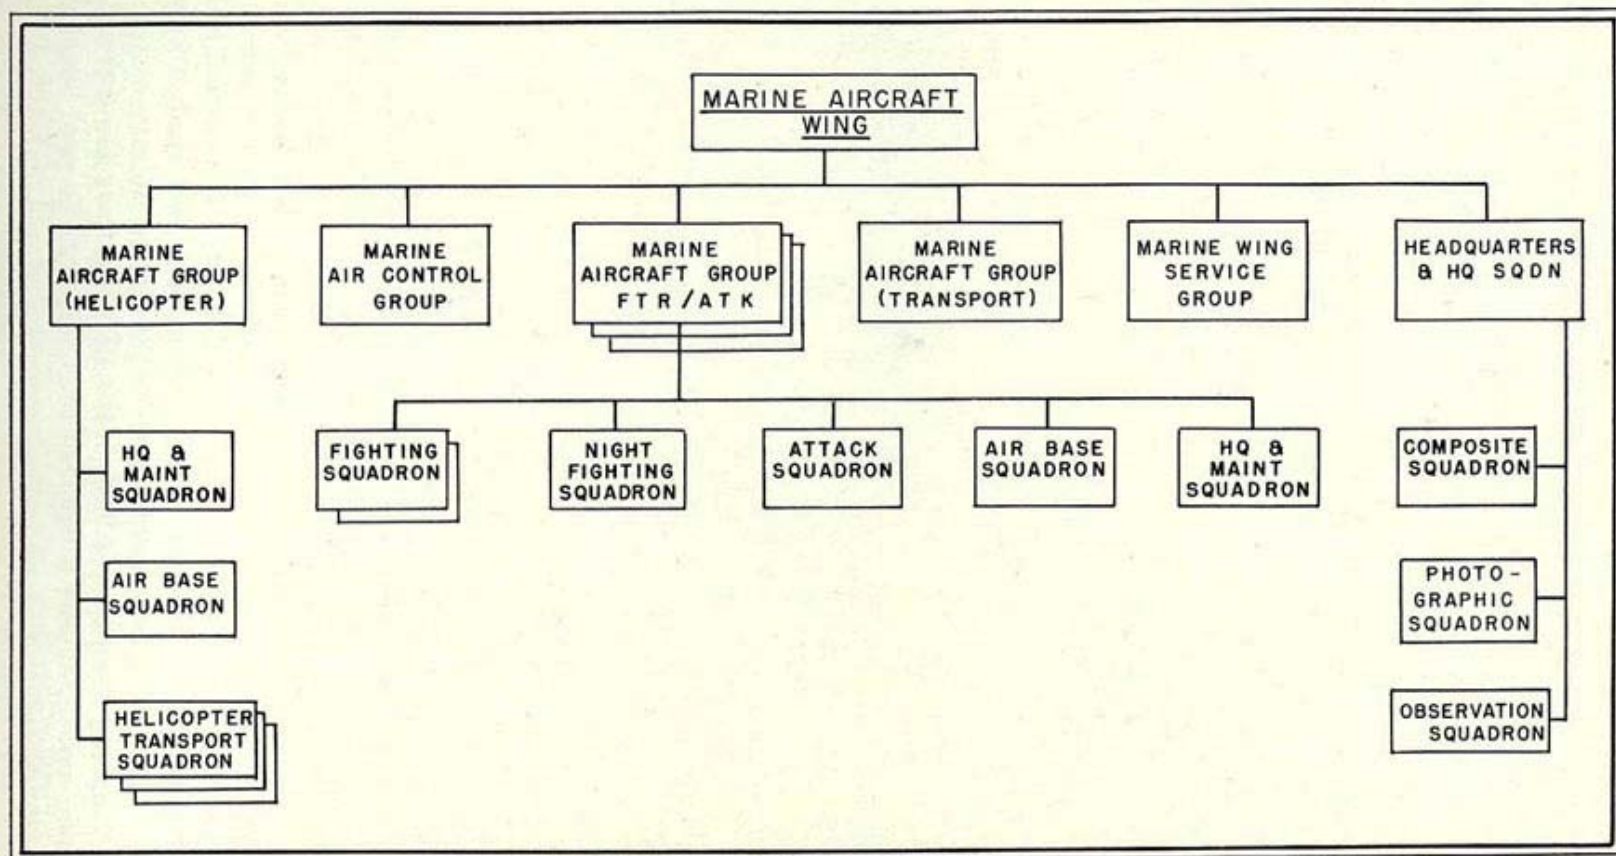 MARINE AIRCRAFT
WING
MARINE
AIRCRAFT GROUP
(HELICOPTER)
MARINE
AIR CONTROL
GROUP
MARINE
AIRCRAFT GROUP
FTR/ATK
MARINE
AIRCRAFT GROUP
(TRANSPORT)
MARINE WING
SERVICE
GROUP
HEADQUARTERS
& HQ SQDN
HQ &
MAINT
SQUADRON
FIGHTING
SQUADRON
NIGHT
FIGHTING
SQUADRON
ATTACK
SQUADRON
AIR BASE
SQUADRON
HQ &
MAINT
SQUADRON
COMPOSITE
SQUADRON
AIR BASE
SQUADRON
PHOTO-
GRAPHIC
SQUADRON
HELICOPTER
TRANSPORT
SQUADRON
OBSERVATION
SQUADRON